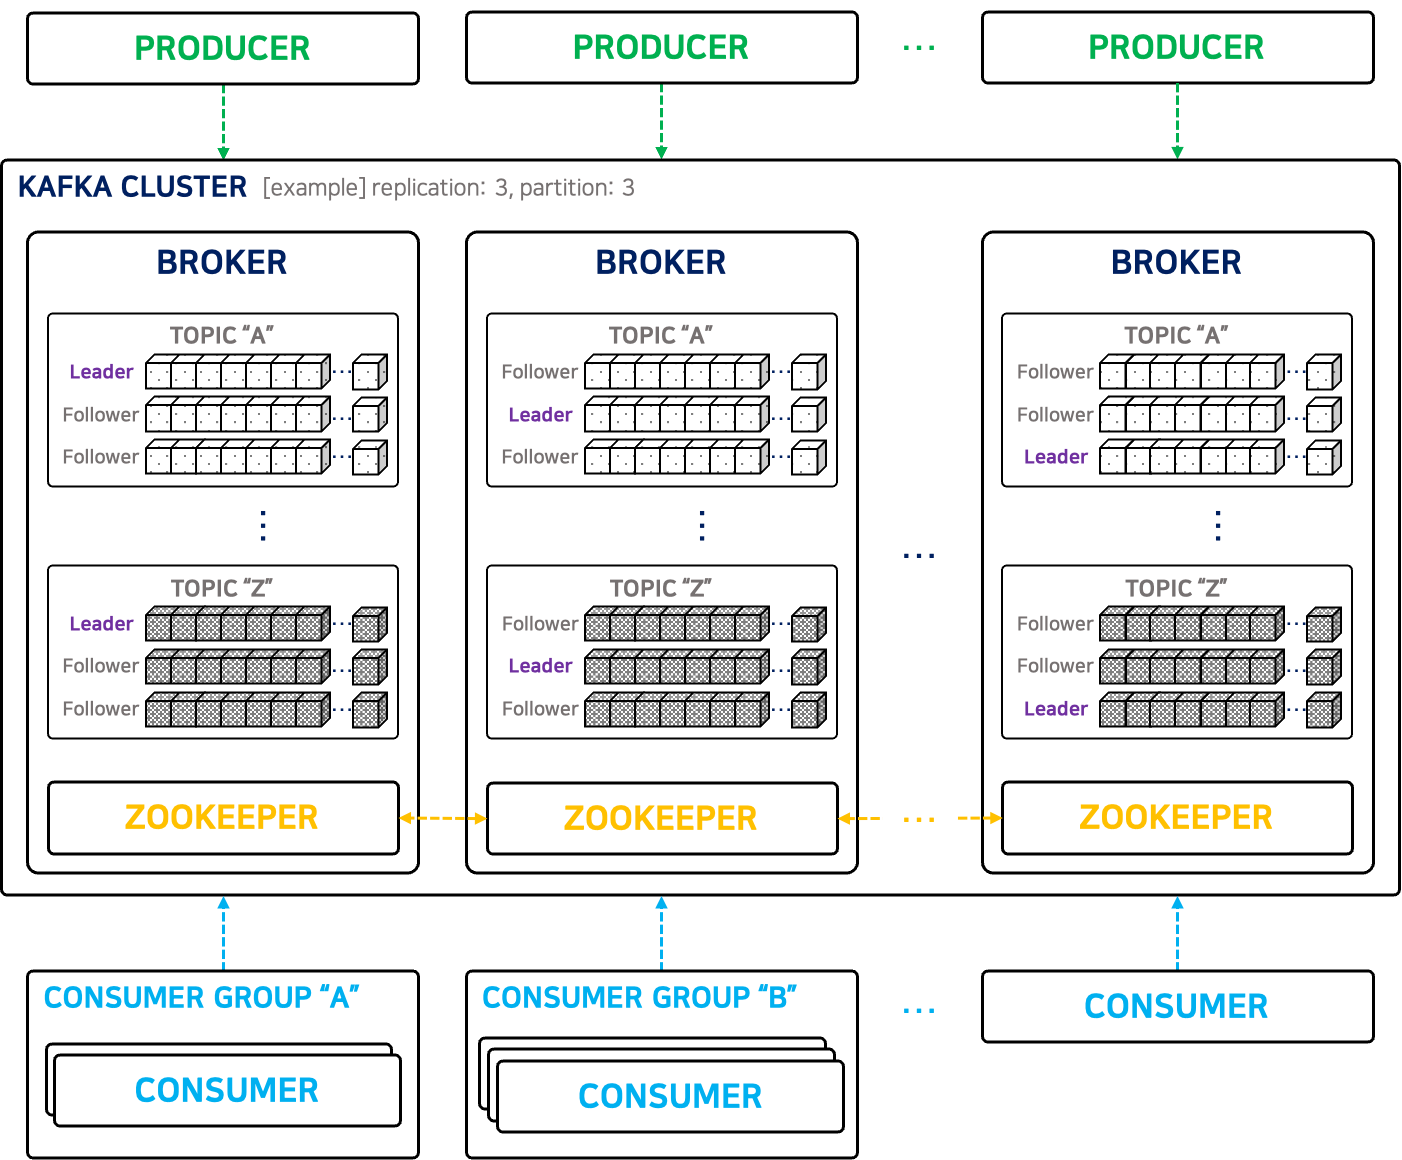 PRODUCER
PRODUCER
...
PRODUCER
KAFKA CLUSTER [example] replication: 3, partition: 3
BROKER
TOPIC “A”
Leader ...
Follower ...
Follower ...
⋮
TOPIC “Z”
Leader ...
Follower ...
Follower ...
ZOOKEEPER
BROKER
TOPIC “A”
Follower ...
Leader ...
Follower ...
⋮
TOPIC “Z”
Follower ...
Leader ...
Follower ...
ZOOKEEPER
...
...
BROKER
TOPIC “A”
Follower ...
Follower ...
Leader ...
⋮
TOPIC “Z”
Follower ...
Follower ...
Leader ...
ZOOKEEPER
CONSUMER GROUP “A”
CONSUMER
CONSUMER GROUP “B”
CONSUMER
...
CONSUMER